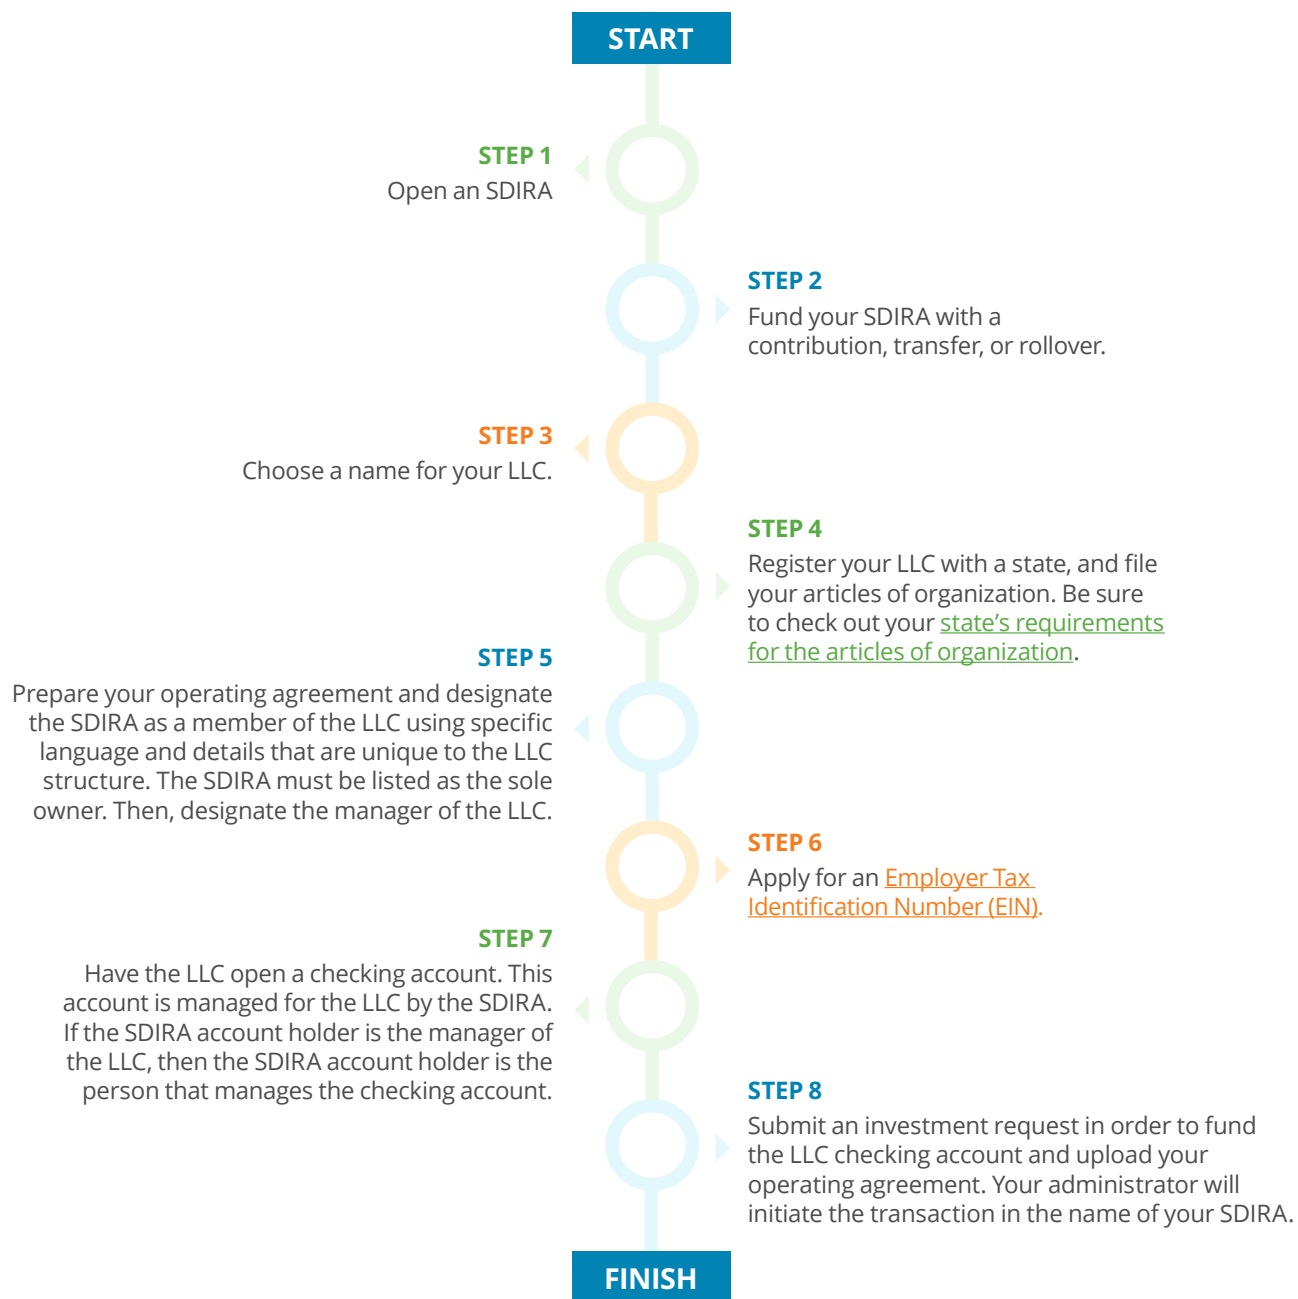 START
STEP 1
Open an SDIRA
STEP 2
Fund your SDIRA with a
contribution, transfer, or rollover.
STEP 3
Choose a name for your LLC.
STEP 4
Register your LLC with a state, and file
your articles of organization. Be sure
to check out your state’s requirements
for the articles of organization.
STEP 5
Prepare your operating agreement and designate
the SDIRA as a member of the LLC using specific
language and details that are unique to the LLC
structure. The SDIRA must be listed as the sole
owner. Then, designate the manager of the LLC.
STEP 6
Apply for an Employer Tax
Identification Number (EIN).
STEP 7
Have the LLC open a checking account. This
account is managed for the LLC by the SDIRA.
If the SDIRA account holder is the manager of
the LLC, then the SDIRA account holder is the
person that manages the checking account.
STEP 8
Submit an investment request in order to fund
the LLC checking account and upload your
operating agreement. Your administrator will
initiate the transaction in the name of your SDIRA.
FINISH